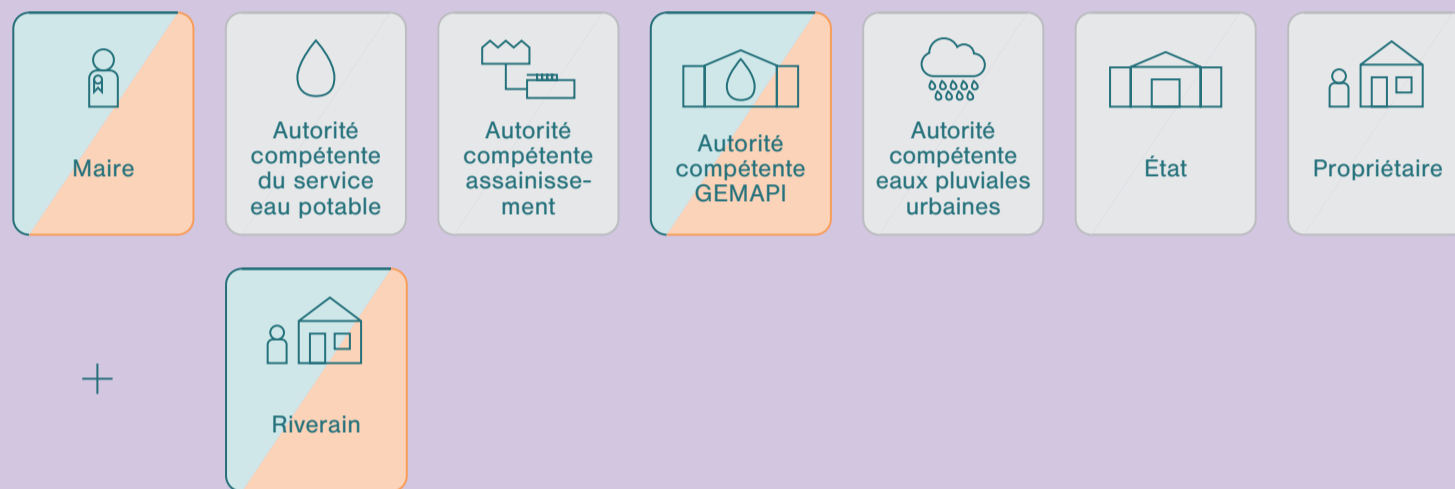 Maire
Autorité
compétente
du service
eau potable
Autorité
compétente
assainisse-
ment
Autorité
compétente
GEMAPI
Autorité
compétente
eaux pluviales
urbaines
État
Propriétaire
+
Riverain